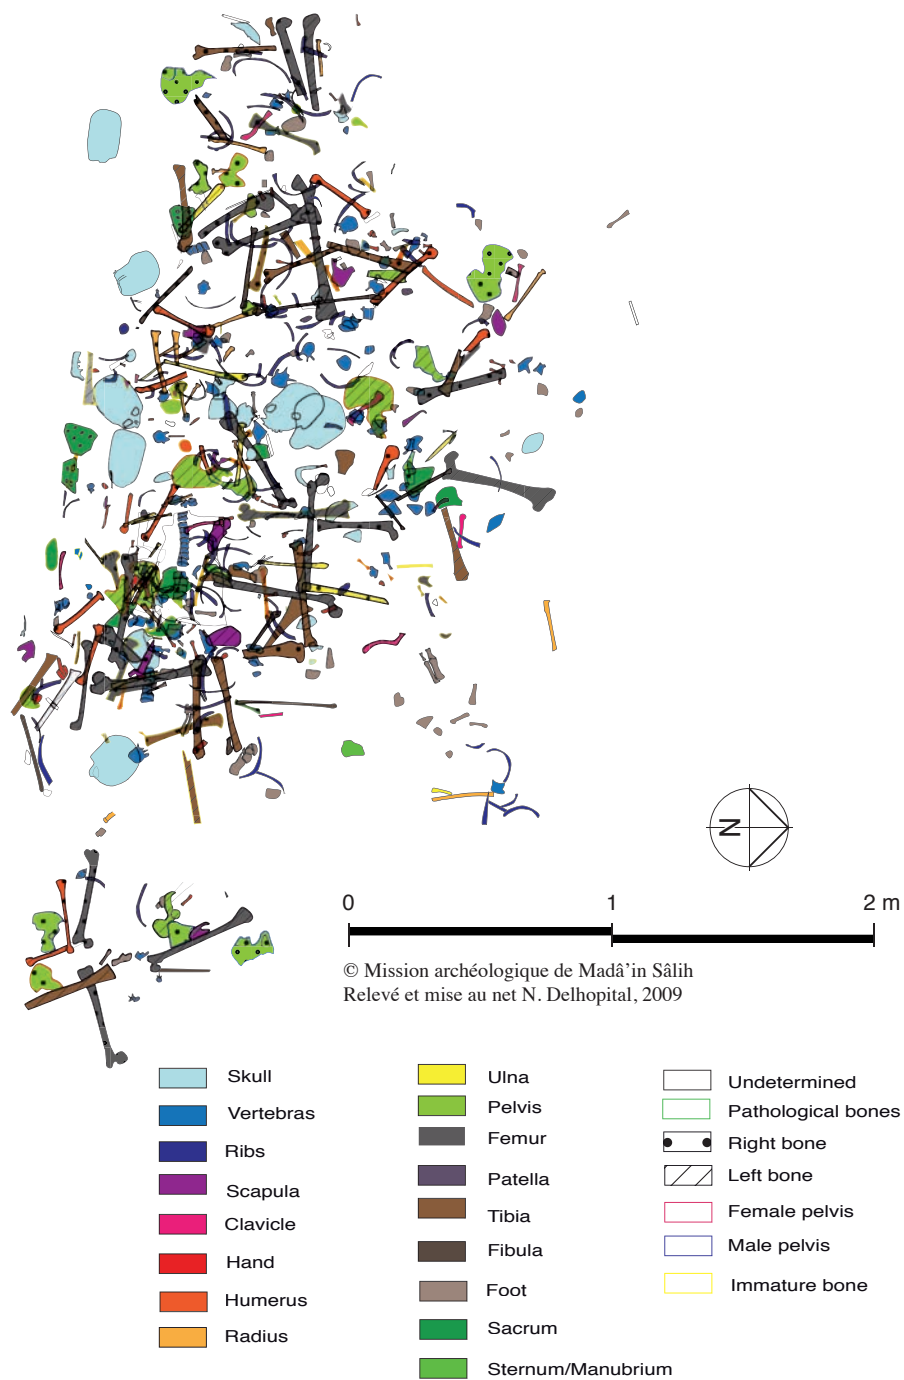 N
0 1 2 m
© Mission archéologique de Madâ'in Sâlih
Relevé et mise au net N. Delhopital, 2009
Skull
Vertebras
Ribs
Scapula
Clavicle
Hand
Humerus
Radius
Ulna
Pelvis
Femur
Patella
Tibia
Fibula
Foot
Sacrum
Sternum/Manubrium
Undetermined
Pathological bones
Right bone
Left bone
Female pelvis
Male pelvis
Immature bone